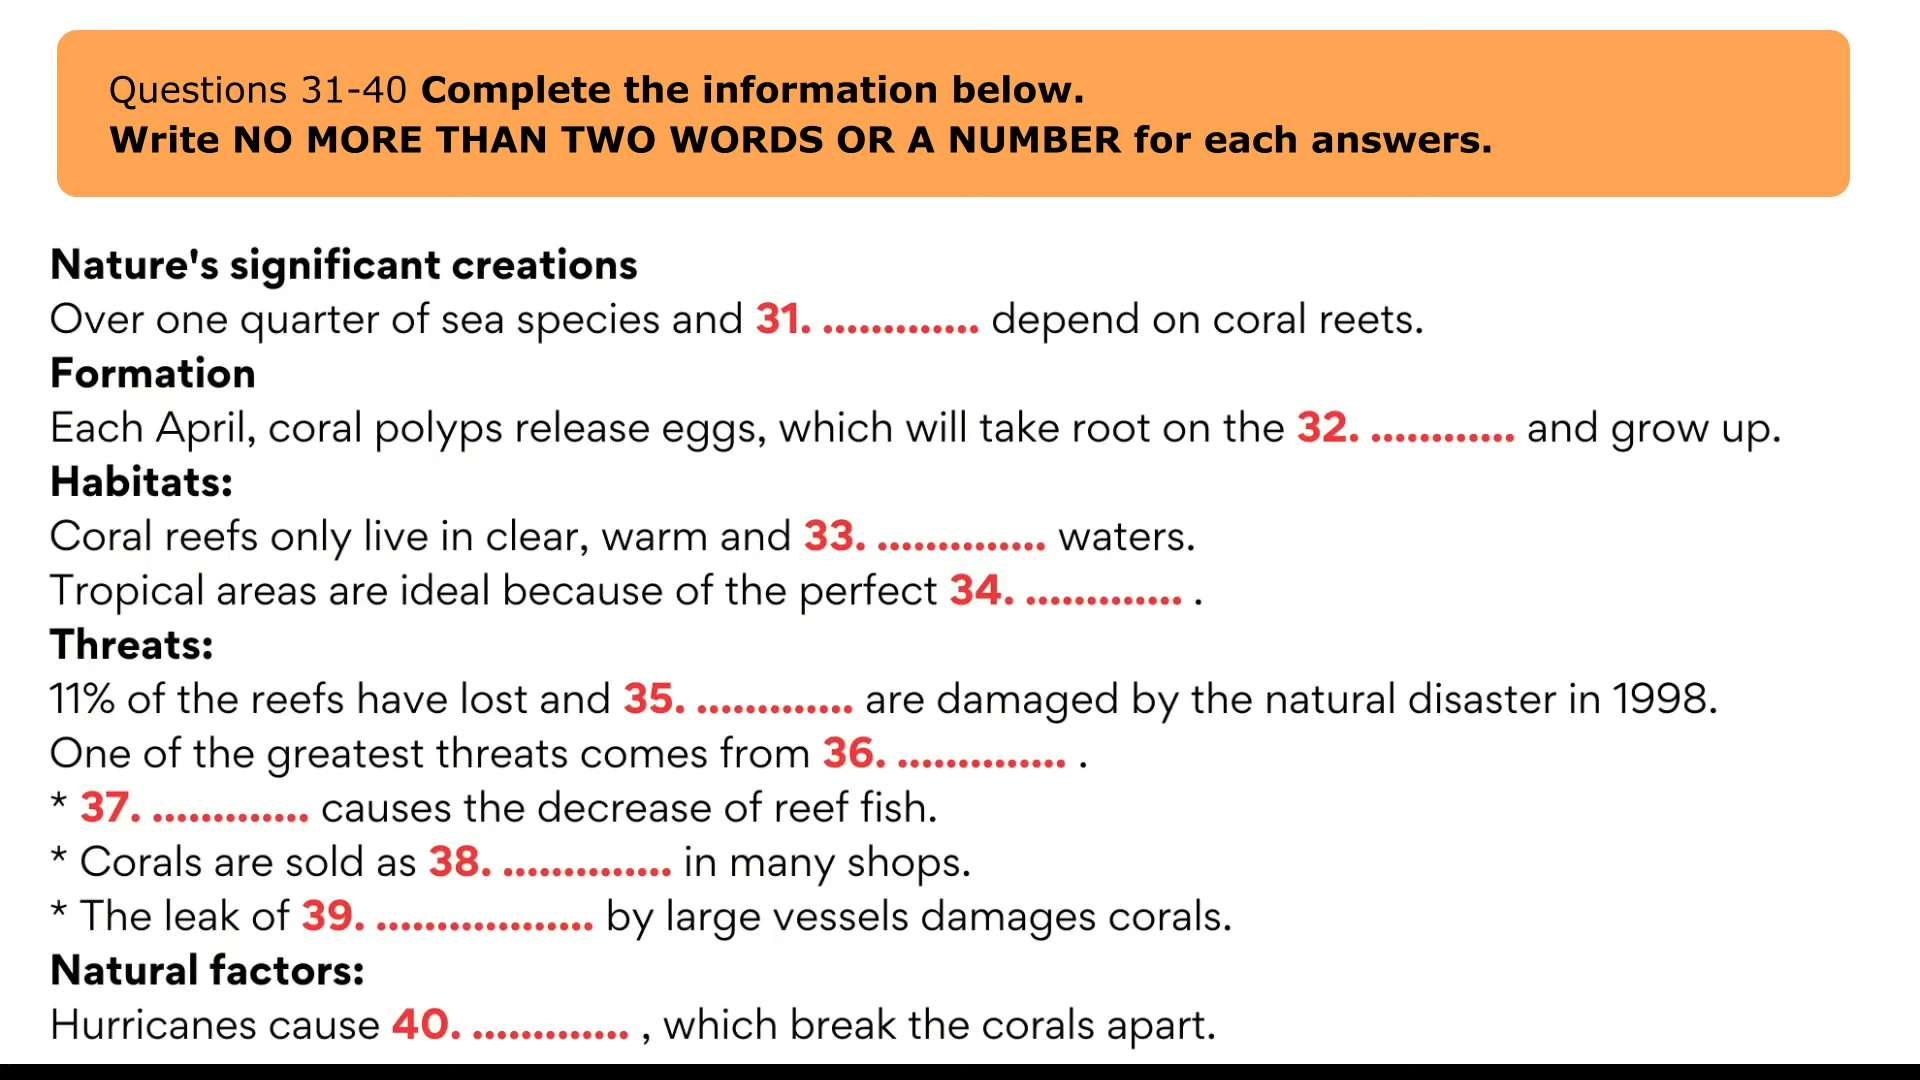 Questions 31-40 Complete the information below.
Write NO MORE THAN TWO WORDS OR A NUMBER for each answers.
Nature's significant creations
Over one quarter of sea species and 31. ............. depend on coral reets.
Formation
Each April, coral polyps release eggs, which will take root on the 32. ............ and grow up.
Habitats:
Coral reefs only live in clear, warm and 33. .............. waters.
Tropical areas are ideal because of the perfect 34. ............. .
Threats:
11% of the reefs have lost and 35. ............. are damaged by the natural disaster in 1998.
One of the greatest threats comes from 36. .............. .
* 37. ............. causes the decrease of reef fish.
* Corals are sold as 38. .............. in many shops.
* The leak of 39. .................. by large vessels damages corals.
Natural factors:
Hurricanes cause 40. ............. , which break the corals apart.